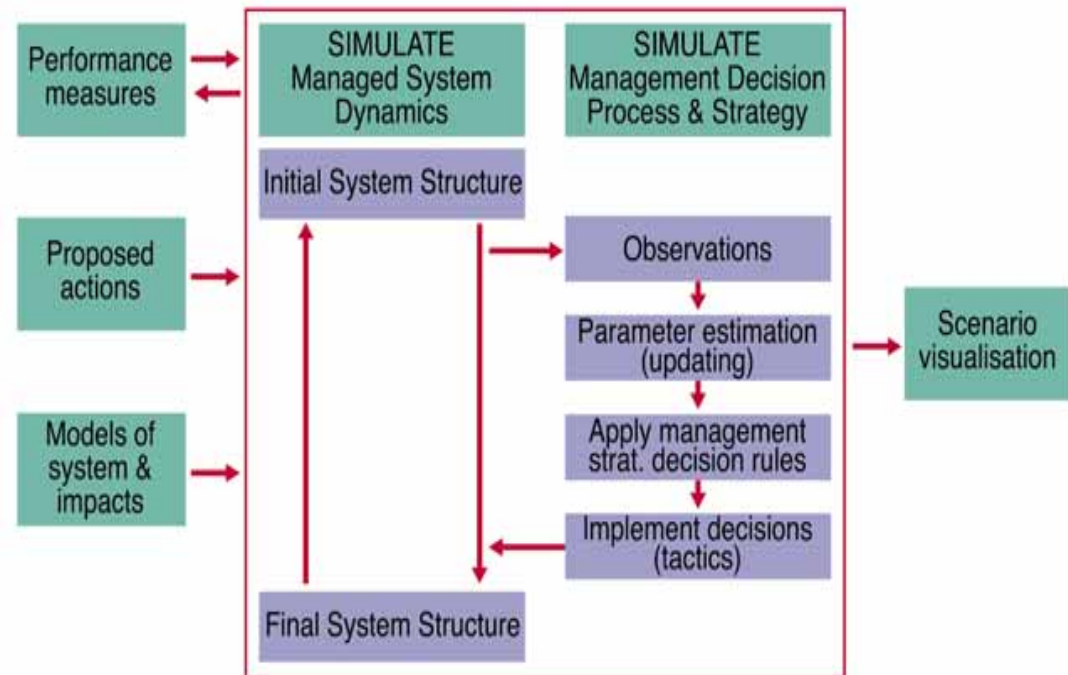 Performance
measures
SIMULATE
Managed System
Dynamics
SIMULATE
Management Decision
Process & Strategy
Initial System Structure
Proposed
actions
Observations
Parameter estimation
(updating)
Scenario
visualisation
Models of
system &
impacts
Apply management
strat. decision rules
Implement decisions
(tactics)
Final System Structure